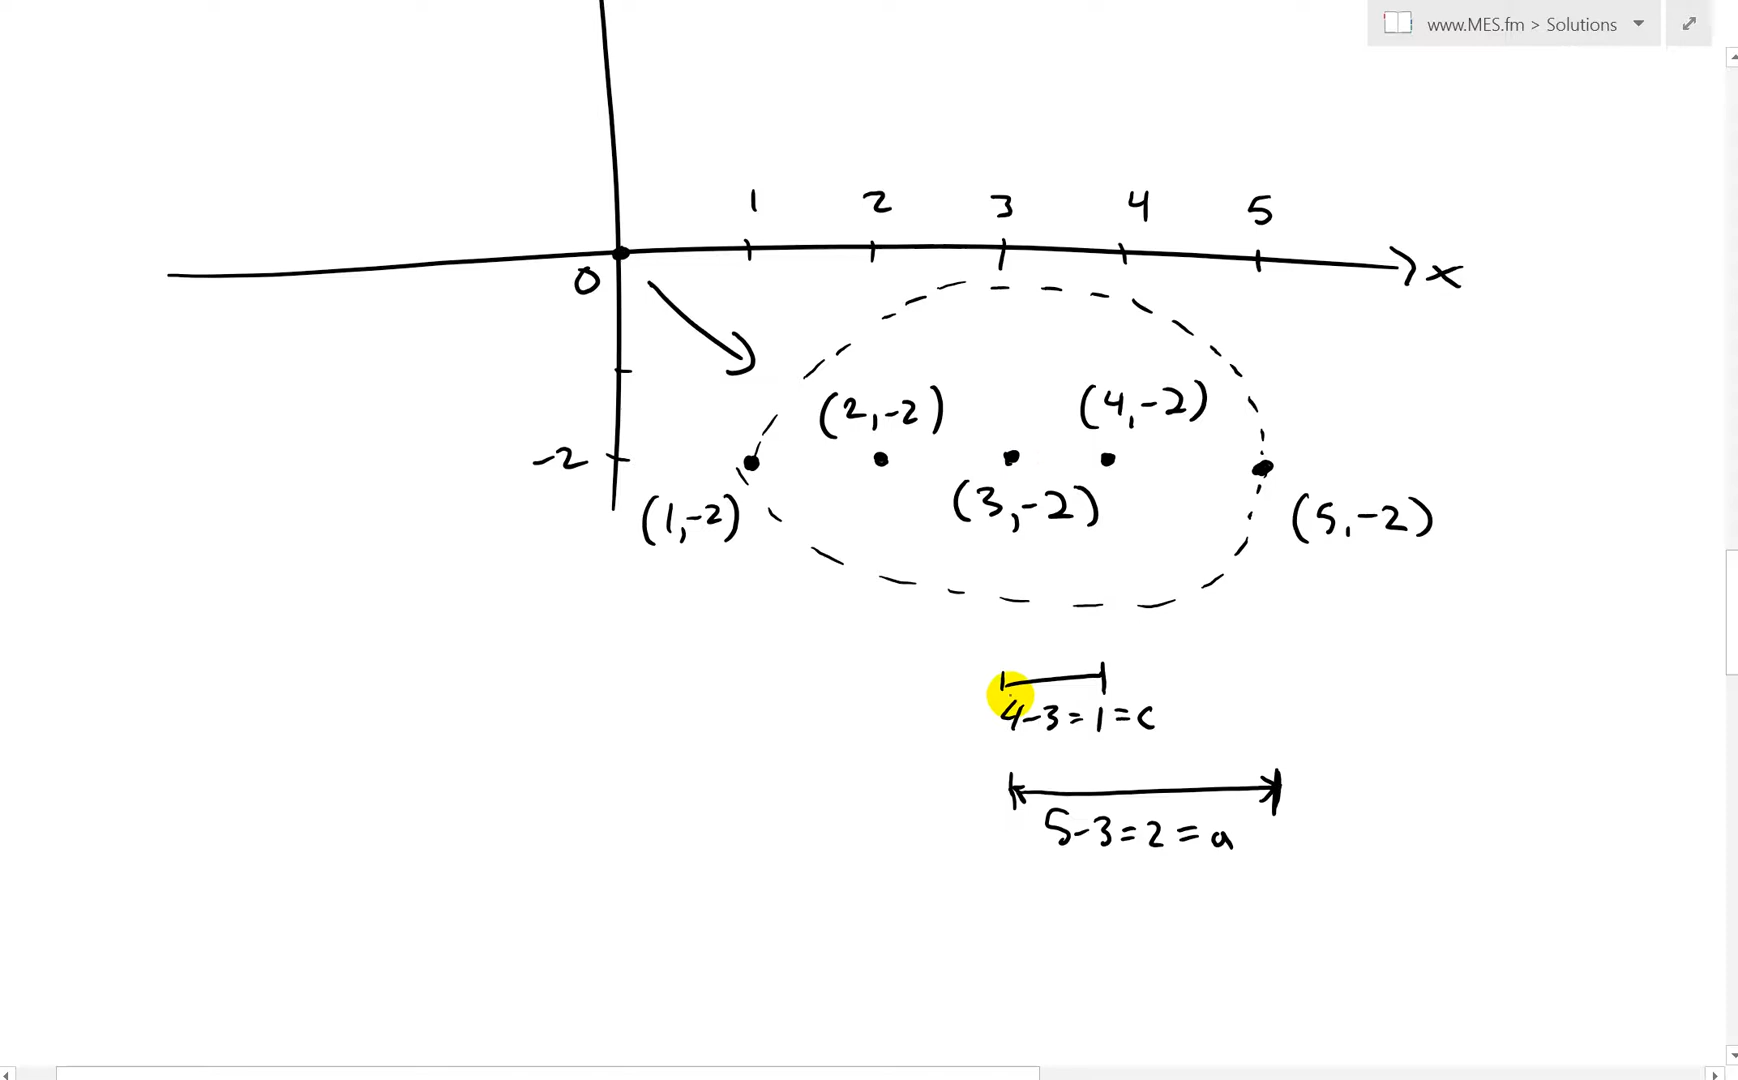 www.MES.fm > Solutions
1 2 3 4 5
0
x
(2,-2) (4,-2)
-2
(3,-2)
(1,-2) (5,-2)
4-3=1=c
5-3=2=a